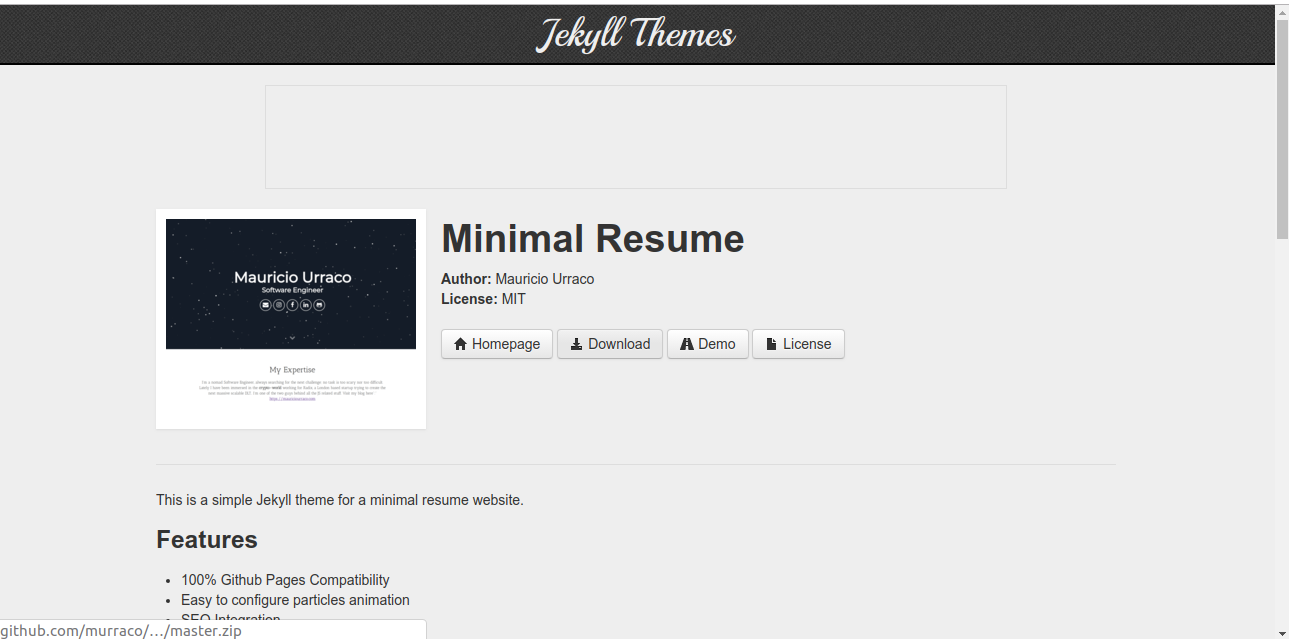 Jekyll Themes
Mauricio Urraco
Software Engineer
My Expertise
Minimal Resume
Author: Mauricio Urraco
License: MIT
Homepage Download Demo License
This is a simple Jekyll theme for a minimal resume website.
Features
100% Github Pages Compatibility
Easy to configure particles animation
SEO Integration
github.com/murraco/…/master.zip